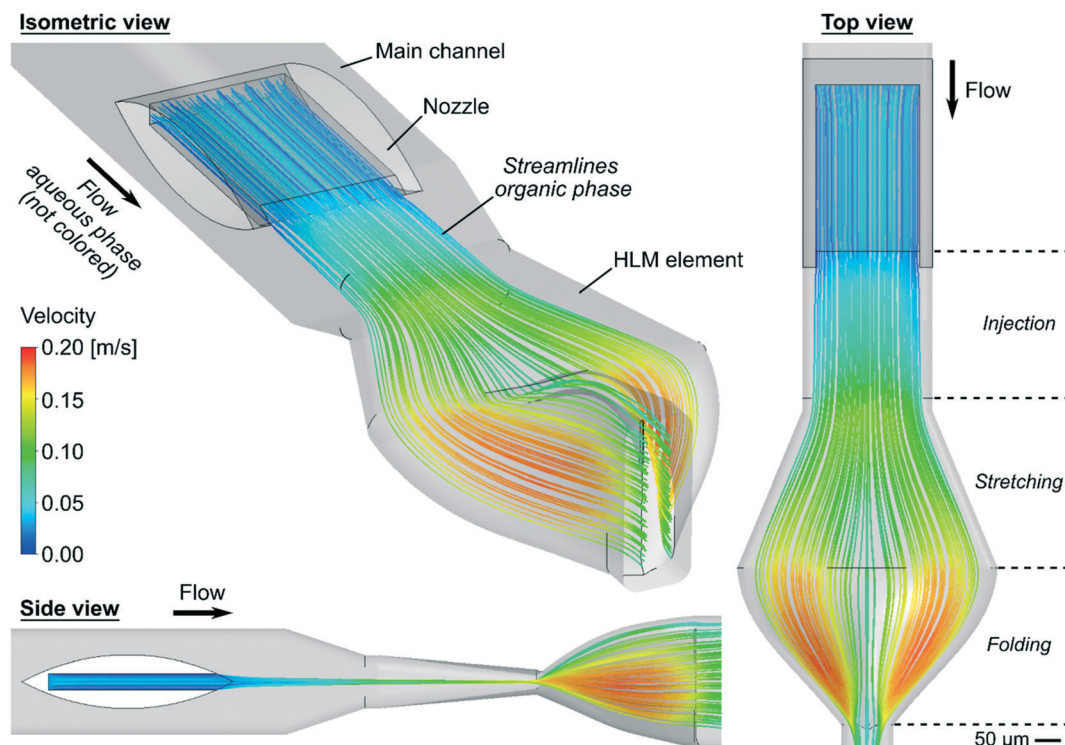 Isometric view
Main channel
Nozzle
Streamlines
organic phase
Flow
aqueous phase
(not colored)
HLM element
Velocity
0.20 [m/s]
0.15
0.10
0.05
0.00
Side view
Flow
Top view
Flow
Injection
Stretching
Folding
50 µm